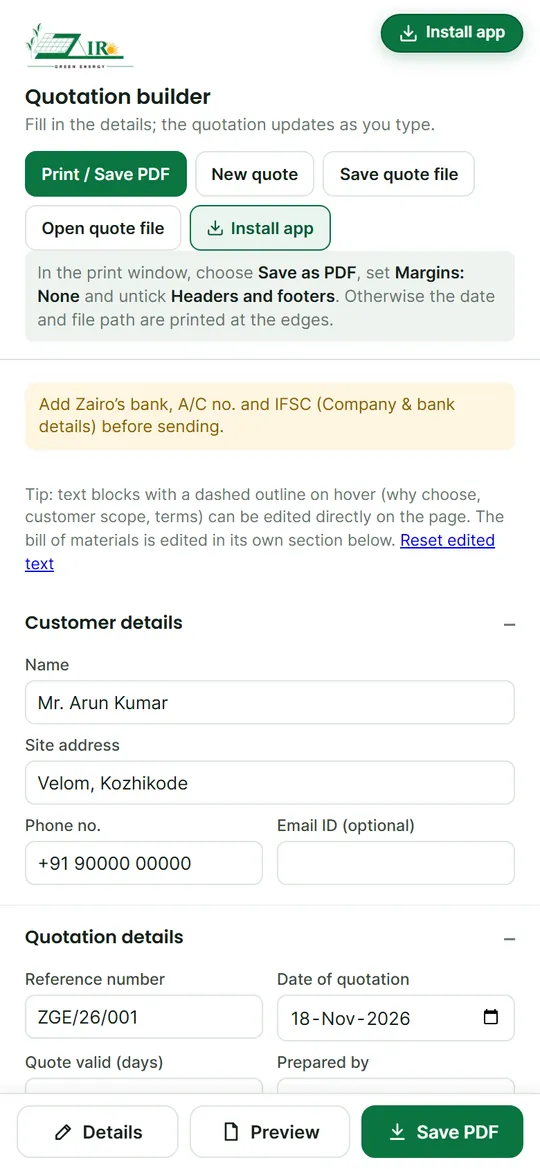 ZAIRO
GREEN ENERGY
Install app
Quotation builder
Fill in the details; the quotation updates as you type.
Print / Save PDF
New quote
Save quote file
Open quote file
Install app
In the print window, choose Save as PDF, set Margins:
None and untick Headers and footers. Otherwise the date
and file path are printed at the edges.
Add Zairo’s bank, A/C no. and IFSC (Company & bank
details) before sending.
Tip: text blocks with a dashed outline on hover (why choose,
customer scope, terms) can be edited directly on the page. The
bill of materials is edited in its own section below. Reset edited
text
Customer details
Name
Mr. Arun Kumar
Site address
Velom, Kozhikode
Phone no.
Email ID (optional)
+91 90000 00000
Quotation details
Reference number
Date of quotation
ZGE/26/001
18-Nov-2026
Quote valid (days)
Prepared by
Details
Preview
Save PDF